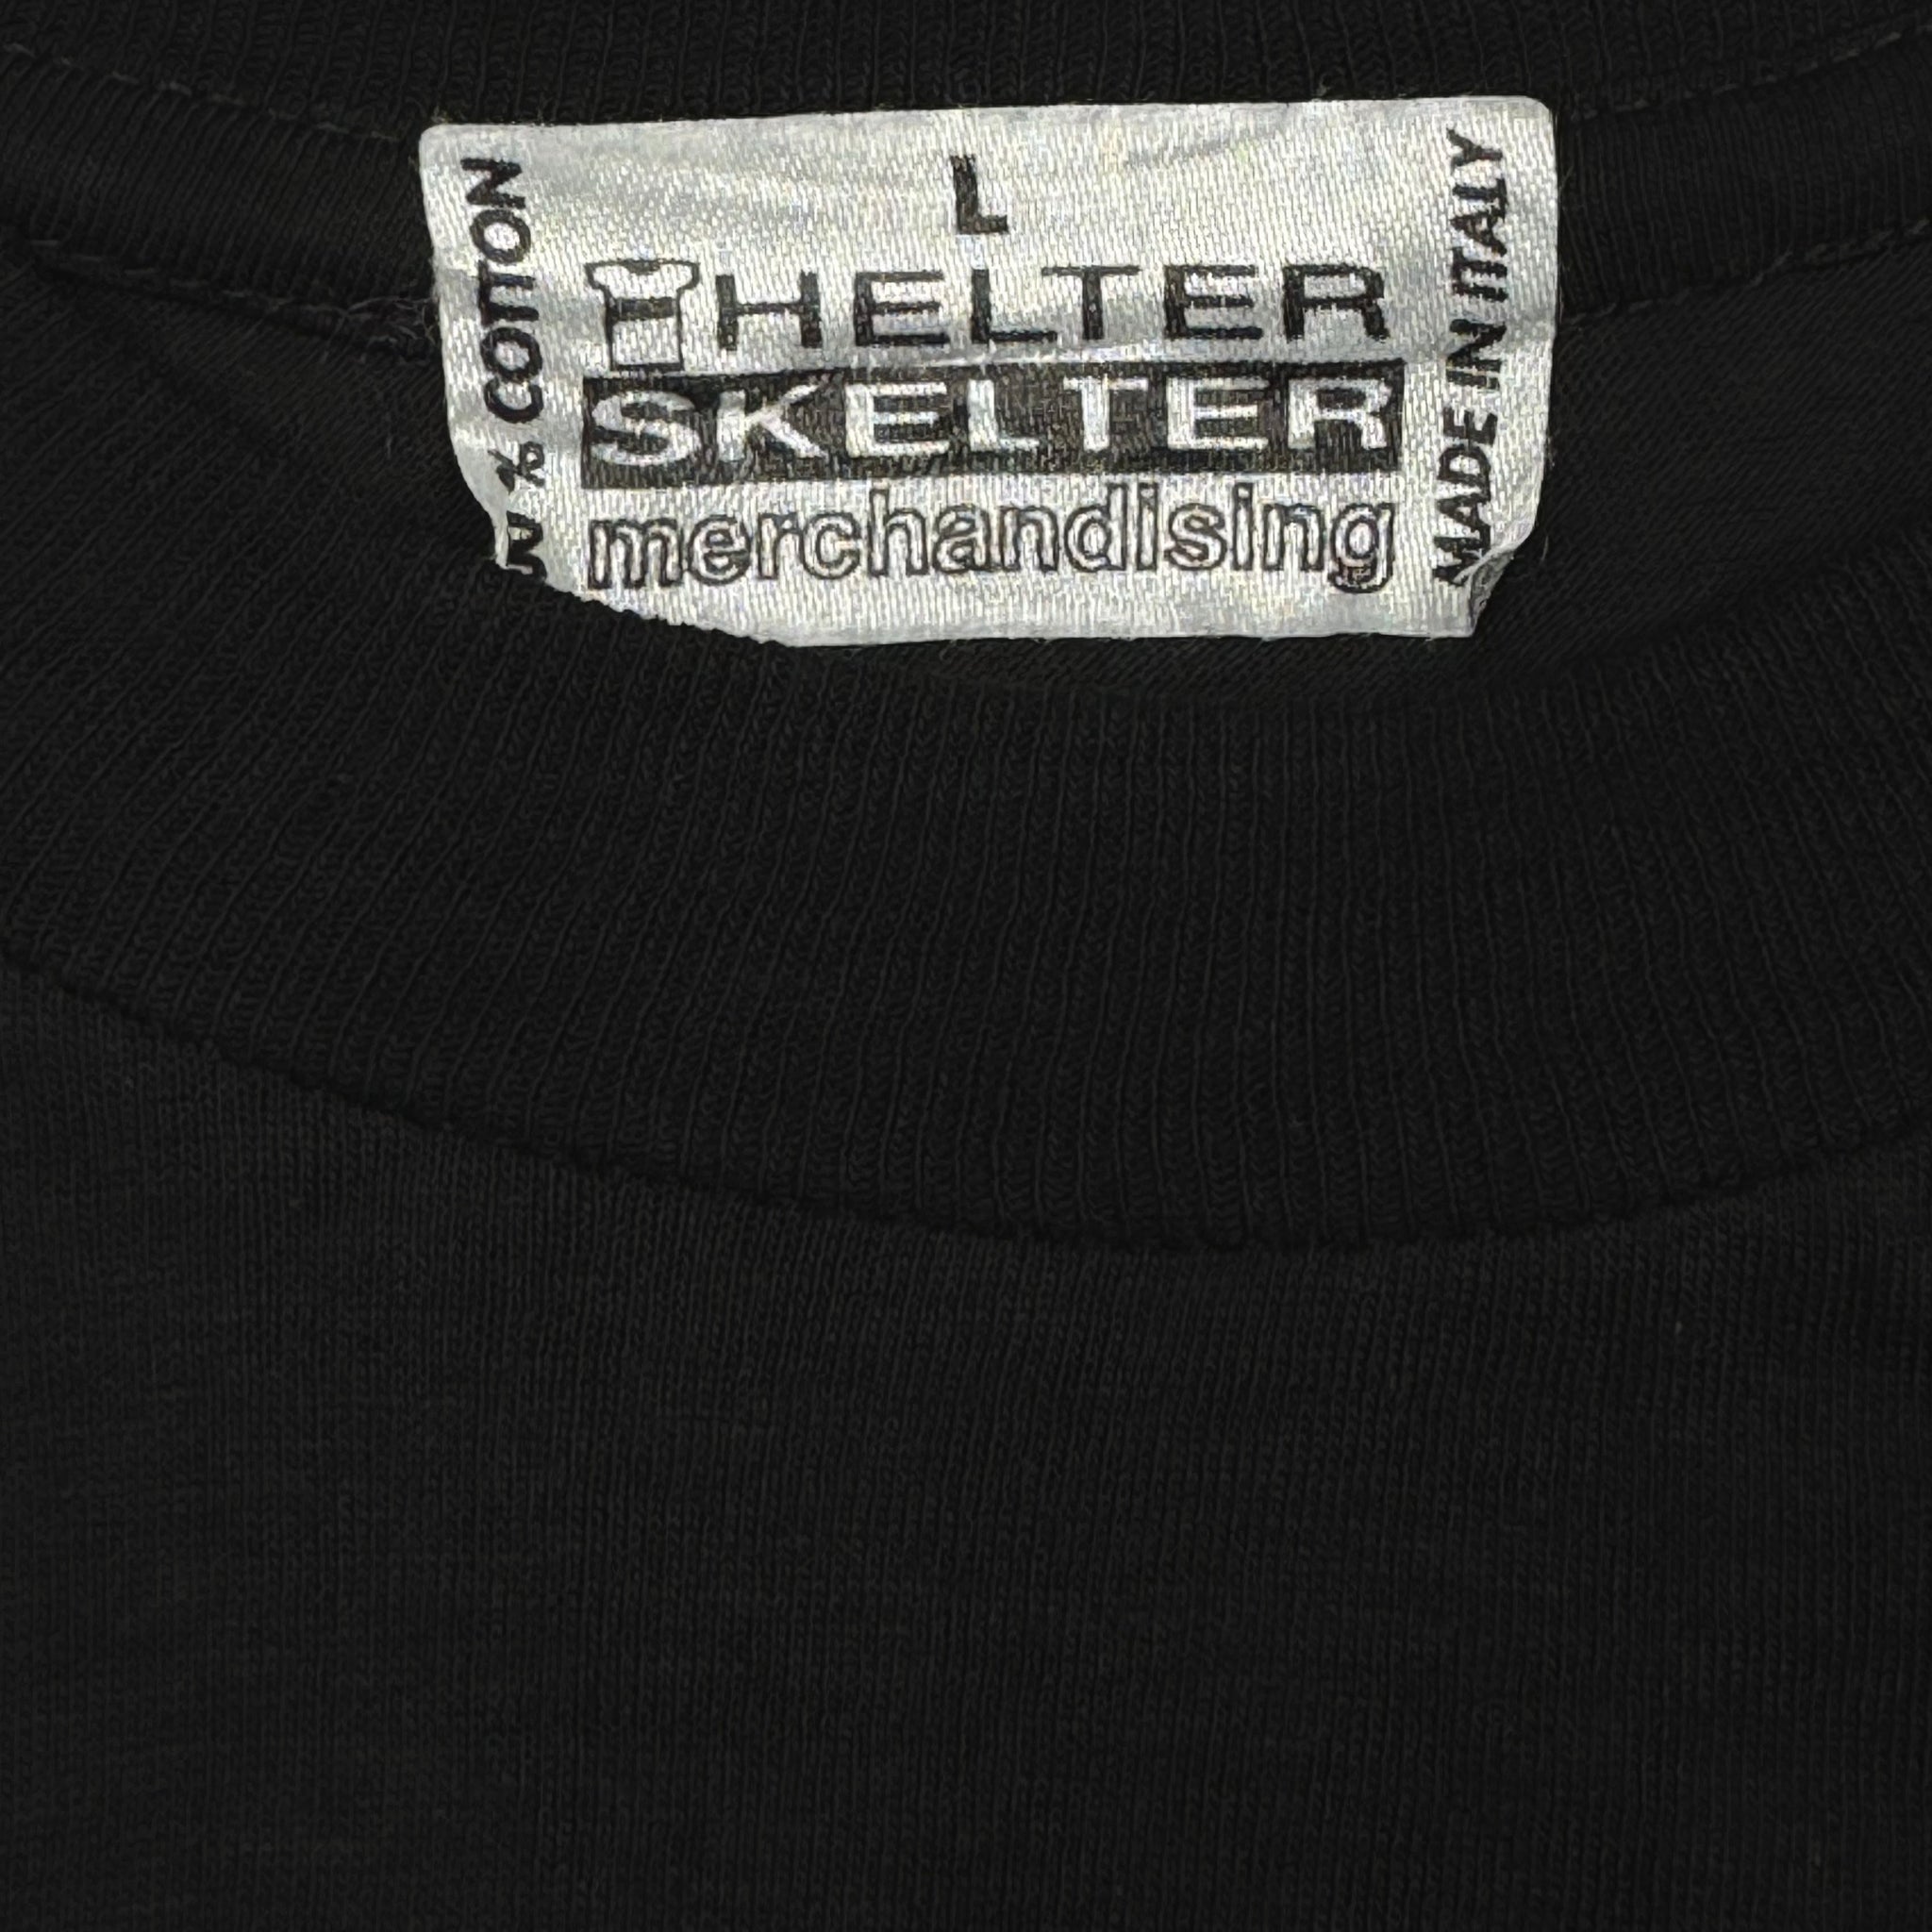 L
HELTER
SKELTER
merchandising
% COTTON
MADE IN ITALY